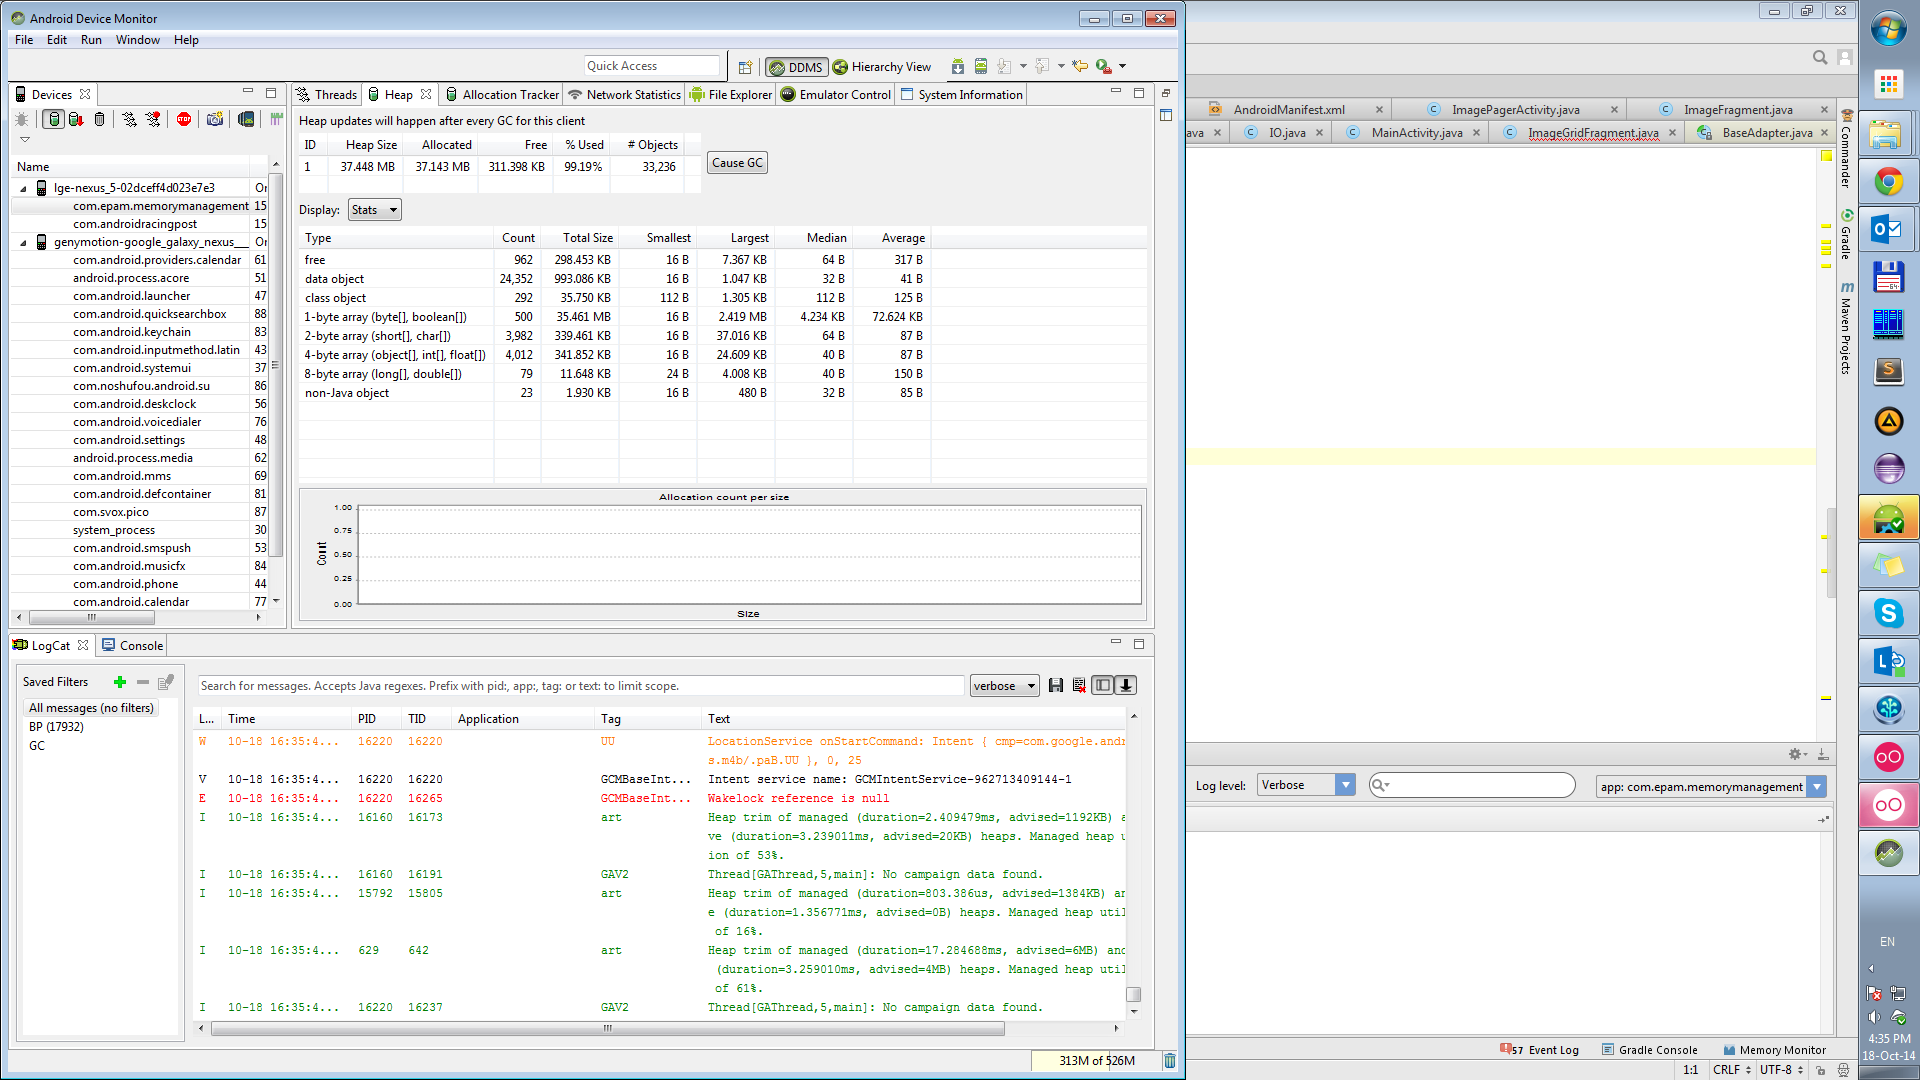 Android Device Monitor
File Edit Run Window Help
Quick Access
DDMS Hierarchy View
Devices
Name
lge-nexus_5-02dceff4d023e7e3 Or
com.epam.memorymanagement 15
com.androidracingpost 15
genymotion-google_galaxy_nexus___ Or
com.android.providers.calendar 61
android.process.acore 51
com.android.launcher 47
com.android.quicksearchbox 88
com.android.keychain 83
com.android.inputmethod.latin 43
com.android.systemui 37
com.noshufou.android.su 86
com.android.deskclock 56
com.android.voicedialer 76
com.android.settings 48
android.process.media 62
com.android.mms 69
com.android.defcontainer 81
com.svox.pico 87
system_process 30
com.android.smspush 53
com.android.musicfx 84
com.android.phone 44
com.android.calendar 77
Threads Heap Allocation Tracker Network Statistics File Explorer Emulator Control System Information
Heap updates will happen after every GC for this client
ID Heap Size Allocated Free % Used # Objects
1 37.448 MB 37.143 MB 311.398 KB 99.19% 33,236
Cause GC
Display: Stats
Type Count Total Size Smallest Largest Median Average
free 962 298.453 KB 16 B 7.367 KB 64 B 317 B
data object 24,352 993.086 KB 16 B 1.047 KB 32 B 41 B
class object 292 35.750 KB 112 B 1.305 KB 112 B 125 B
1-byte array (byte[], boolean[]) 500 35.461 MB 16 B 2.419 MB 4.234 KB 72.624 KB
2-byte array (short[], char[]) 3,982 339.461 KB 16 B 37.016 KB 64 B 87 B
4-byte array (object[], int[], float[]) 4,012 341.852 KB 16 B 24.609 KB 40 B 87 B
8-byte array (long[], double[]) 79 11.648 KB 24 B 4.008 KB 40 B 150 B
non-Java object 23 1.930 KB 16 B 480 B 32 B 85 B
Allocation count per size
1.00
0.75
0.50
0.25
0.00
Count
Size
LogCat Console
Saved Filters
All messages (no filters)
BP (17932)
GC
Search for messages. Accepts Java regexes. Prefix with pid:, app:, tag: or text: to limit scope.
verbose
L... Time PID TID Application Tag Text
W 10-18 16:35:4... 16220 16220 UU LocationService onStartCommand: Intent { cmp=com.google.andr
s.m4b/.paB.UU }, 0, 25
V 10-18 16:35:4... 16220 16220 GCMBaseInt... Intent service name: GCMIntentService-962713409144-1
E 10-18 16:35:4... 16220 16265 GCMBaseInt... Wakelock reference is null
I 10-18 16:35:4... 16160 16173 art Heap trim of managed (duration=2.409479ms, advised=1192KB) a
ve (duration=3.239011ms, advised=20KB) heaps. Managed heap u
ion of 53%.
I 10-18 16:35:4... 16160 16191 GAV2 Thread[GAThread,5,main]: No campaign data found.
I 10-18 16:35:4... 15792 15805 art Heap trim of managed (duration=803.386us, advised=1384KB) an
e (duration=1.356771ms, advised=0B) heaps. Managed heap util
of 16%.
I 10-18 16:35:4... 629 642 art Heap trim of managed (duration=17.284688ms, advised=6MB) and
(duration=3.259010ms, advised=4MB) heaps. Managed heap util
of 61%.
I 10-18 16:35:4... 16220 16237 GAV2 Thread[GAThread,5,main]: No campaign data found.
313M of 526M
AndroidManifest.xml ImagePagerActivity.java ImageFragment.java
ava IO.java MainActivity.java ImageGridFragment.java BaseAdapter.java
Commander
Gradle
m Maven Projects
Log level: Verbose app: com.epam.memorymanagement
57 Event Log Gradle Console Memory Monitor
1:1 CRLF UTF-8
EN
4:35 PM
18-Oct-14